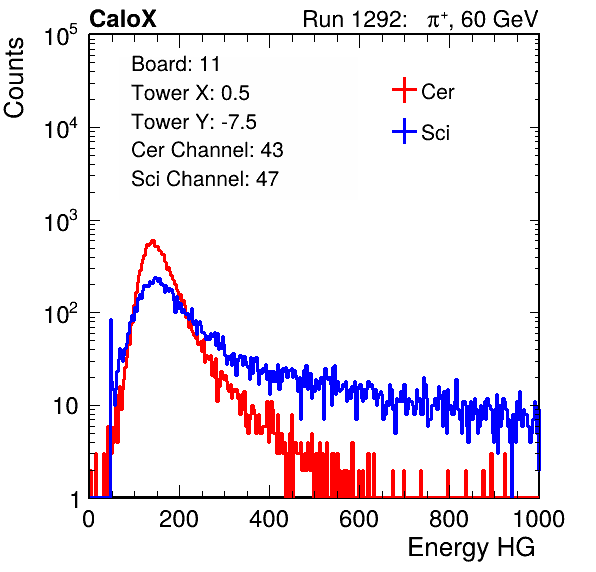 CaloX Run 1292: π⁺, 60 GeV
Counts
10⁵
10⁴
10³
10²
10
1
Board: 11
Tower X: 0.5
Tower Y: -7.5
Cer Channel: 43
Sci Channel: 47
Cer
Sci
0 200 400 600 800 1000
Energy HG